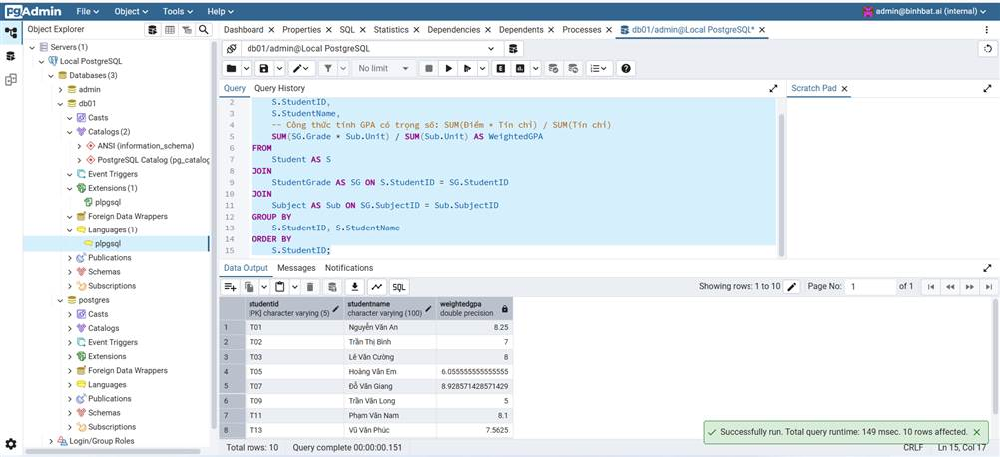 pgAdmin File Object Tools Help admin@binhbat.ai (internal)
Object Explorer
Servers (1)
Local PostgreSQL
Databases (3)
admin
db01
Casts
Catalogs (2)
ANSI (information_schema)
PostgreSQL Catalog (pg_catalog
Event Triggers
Extensions (1)
plpgsql
Foreign Data Wrappers
Languages (1)
plpgsql
Publications
Schemas
Subscriptions
postgres
Casts
Catalogs
Event Triggers
Extensions
Foreign Data Wrappers
Languages
Publications
Schemas
Subscriptions
Login/Group Roles
Dashboard Properties SQL Statistics Dependencies Dependents Processes db01/admin@Local PostgreSQL*
db01/admin@Local PostgreSQL
No limit
Query Query History
Scratch Pad
2 S.StudentID,
3 S.StudentName,
4 -- Công thức tính GPA có trọng số: SUM(Điểm * Tín chỉ) / SUM(Tín chỉ)
5 SUM(SG.Grade * Sub.Unit) / SUM(Sub.Unit) AS WeightedGPA
6 FROM
7 Student AS S
8 JOIN
9 StudentGrade AS SG ON S.StudentID = SG.StudentID
10 JOIN
11 Subject AS Sub ON SG.SubjectID = Sub.SubjectID
12 GROUP BY
13 S.StudentID, S.StudentName
14 ORDER BY
15 S.StudentID;
Data Output Messages Notifications
SQL Showing rows: 1 to 10 Page No: 1 of 1
studentid studentname weightedgpa
[PK] character varying (5) character varying (100) double precision
1 T01 Nguyễn Văn An 8.25
2 T02 Trần Thị Bình 7
3 T03 Lê Văn Cường 8
4 T05 Hoàng Văn Em 6.055555555555555
5 T07 Đỗ Văn Giang 8.928571428571429
6 T09 Trần Văn Long 5
7 T11 Phạm Văn Nam 8.1
8 T13 Vũ Văn Phúc 7.5625
Successfully run. Total query runtime: 149 msec. 10 rows affected.
Total rows: 10 Query complete 00:00:00.151 CRLF Ln 15, Col 17